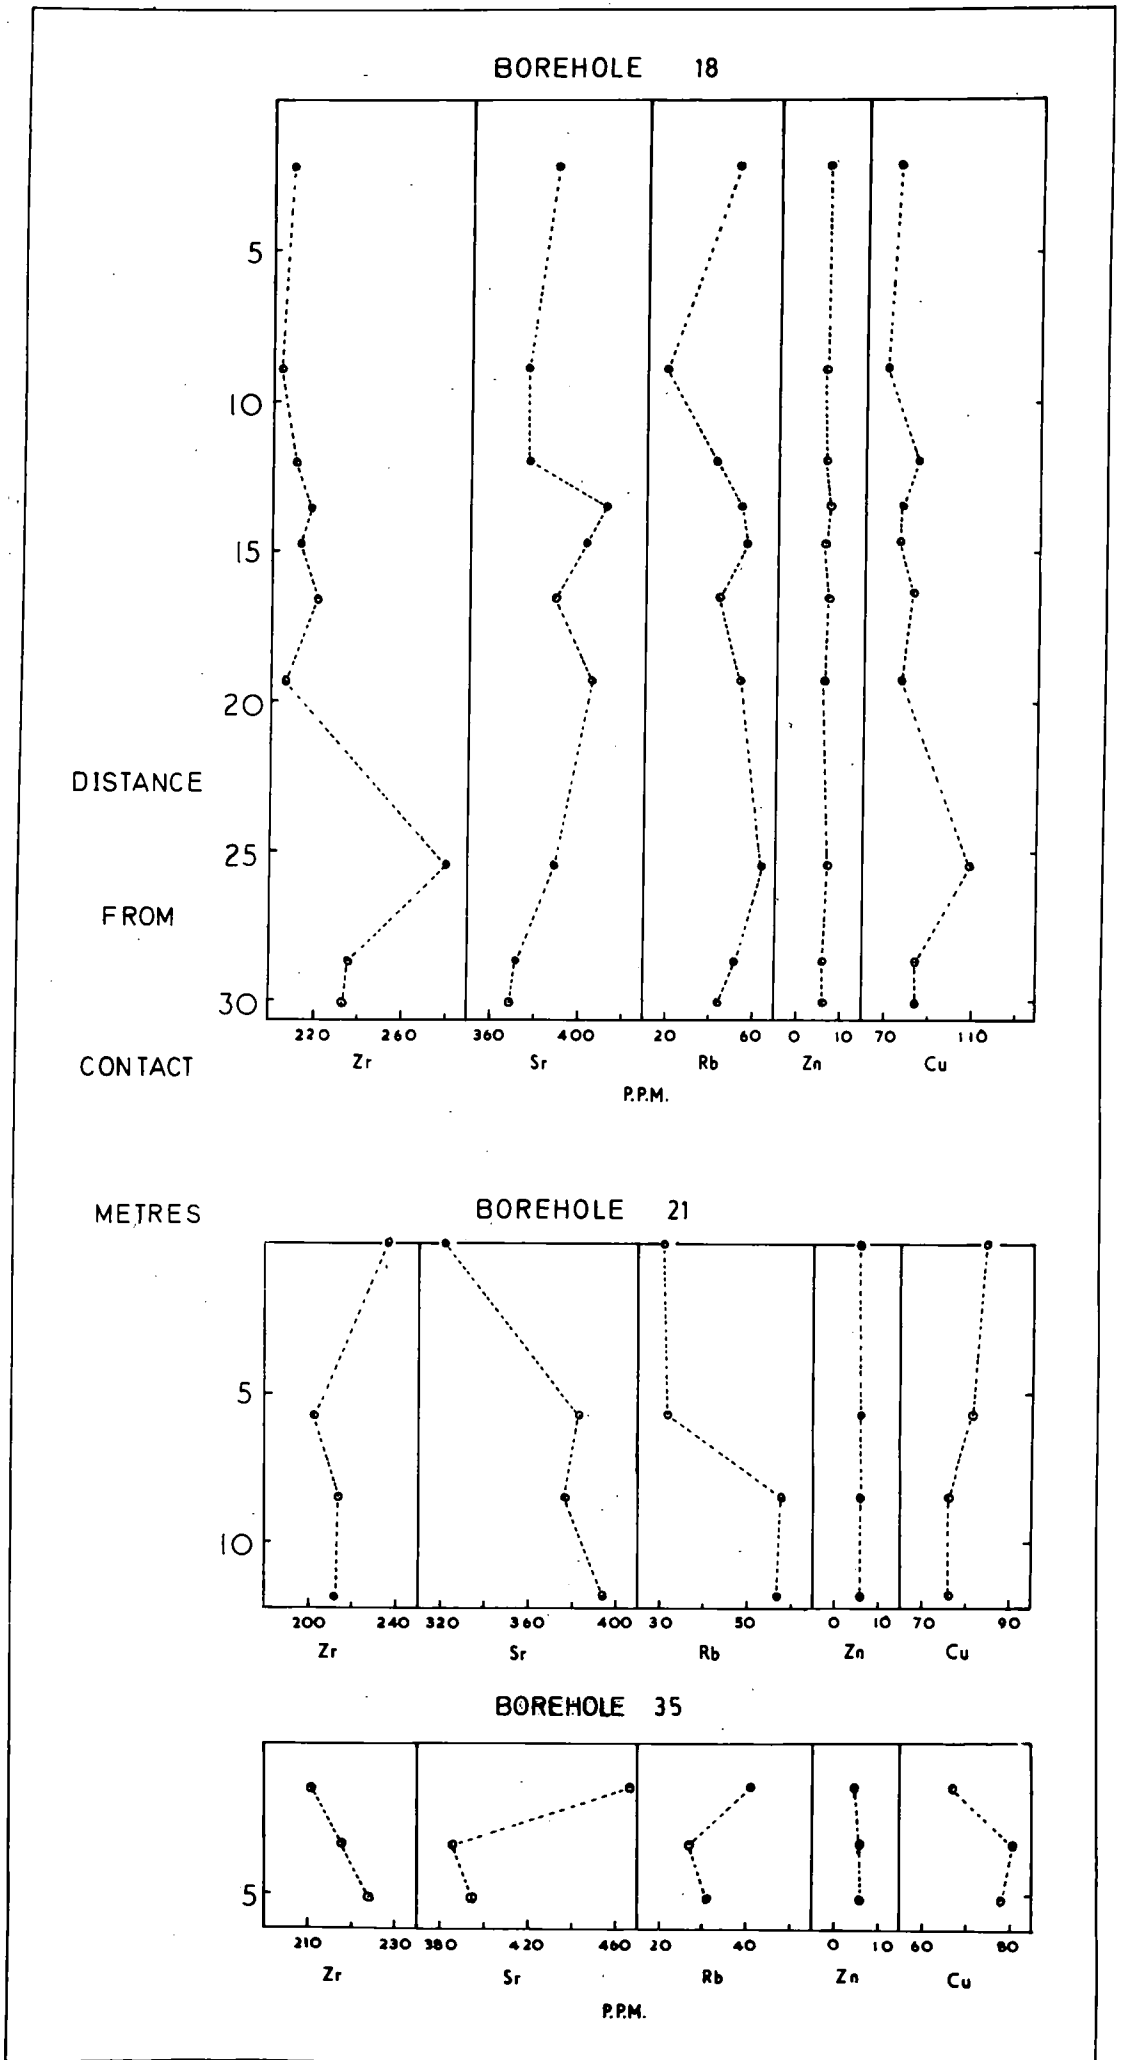 BOREHOLE 18
5
10
15
20
DISTANCE
25
FROM
30
220 260 360 400 20 60 0 10 70 110
Zr Sr Rb Zn Cu
CONTACT
P.P.M.
METRES
BOREHOLE 21
5
10
200 240 320 360 400 30 50 0 10 70 90
Zr Sr Rb Zn Cu
BOREHOLE 35
5
210 230 380 420 460 20 40 0 10 60 80
Zr Sr Rb Zn Cu
P.P.M.